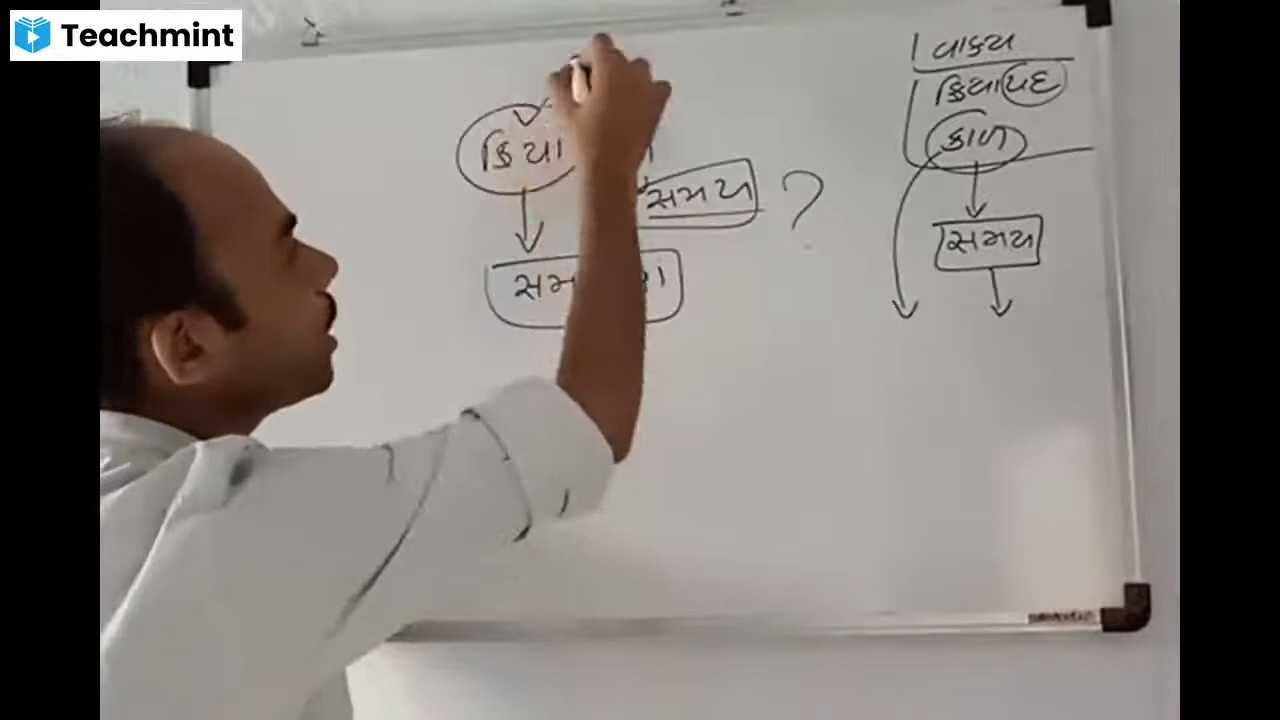 Teachmint
વાક્ય
ક્રિયાપદ
કાળ
સમય
ક્રિયા
સમય ?